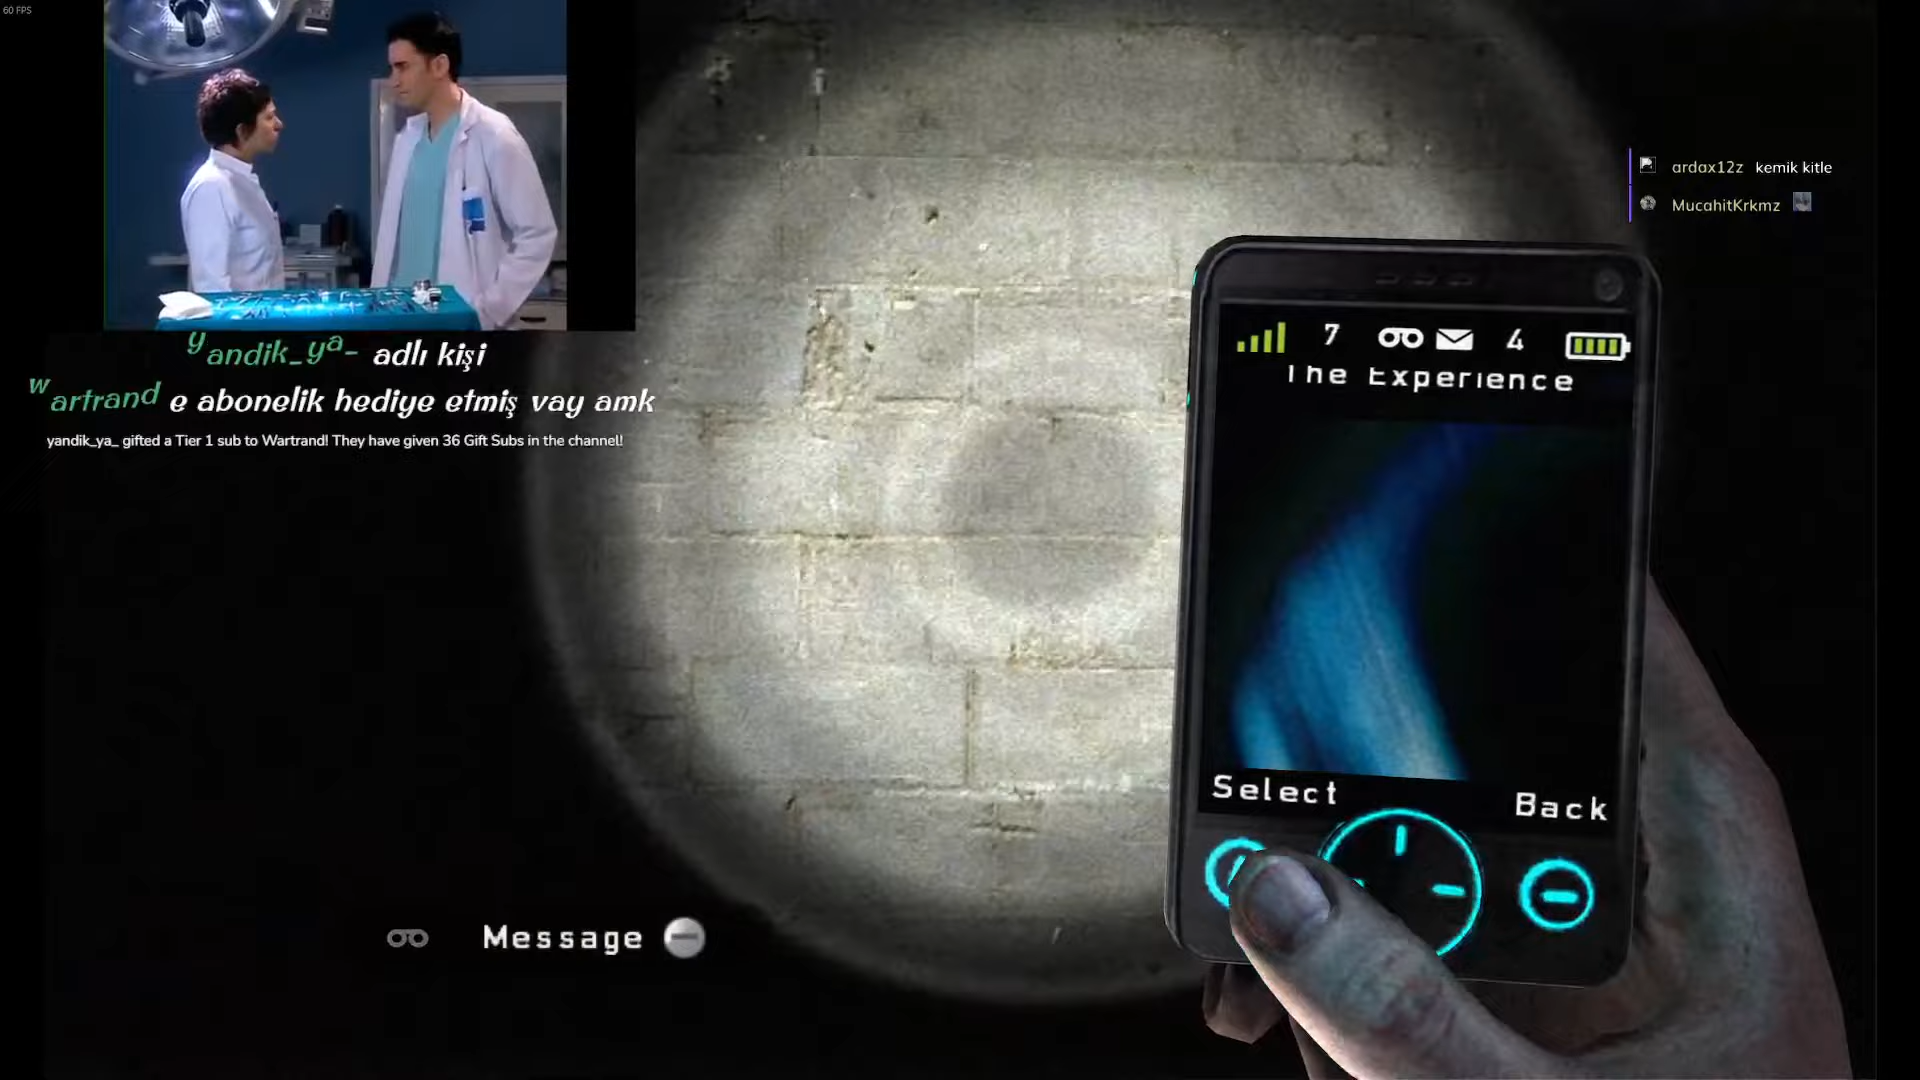 60 FPS
yandik_ya- adlı kişi
wartrand e abonelik hediye etmiş vay amk
yandik_ya_ gifted a Tier 1 sub to Wartrand! They have given 36 Gift Subs in the channel!
ardax12z kemik kitle
MucahitKrkmz
7 4
The Experience
Select Back
Message